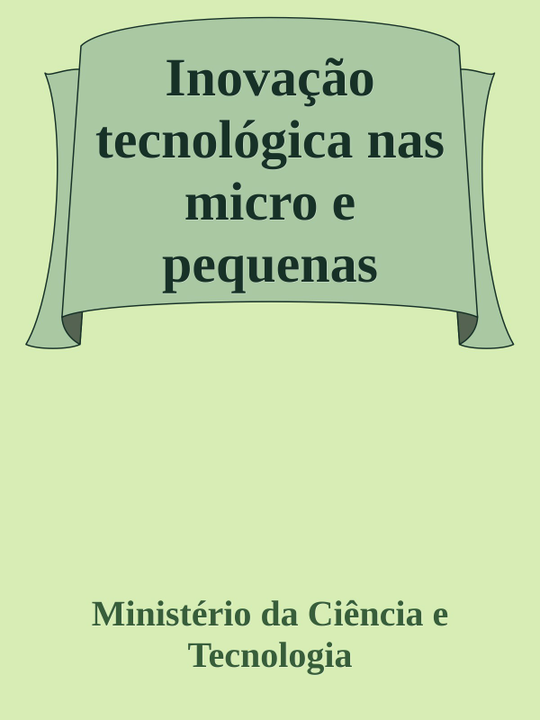 Inovação
tecnológica nas
micro e
pequenas
Ministério da Ciência e
Tecnologia